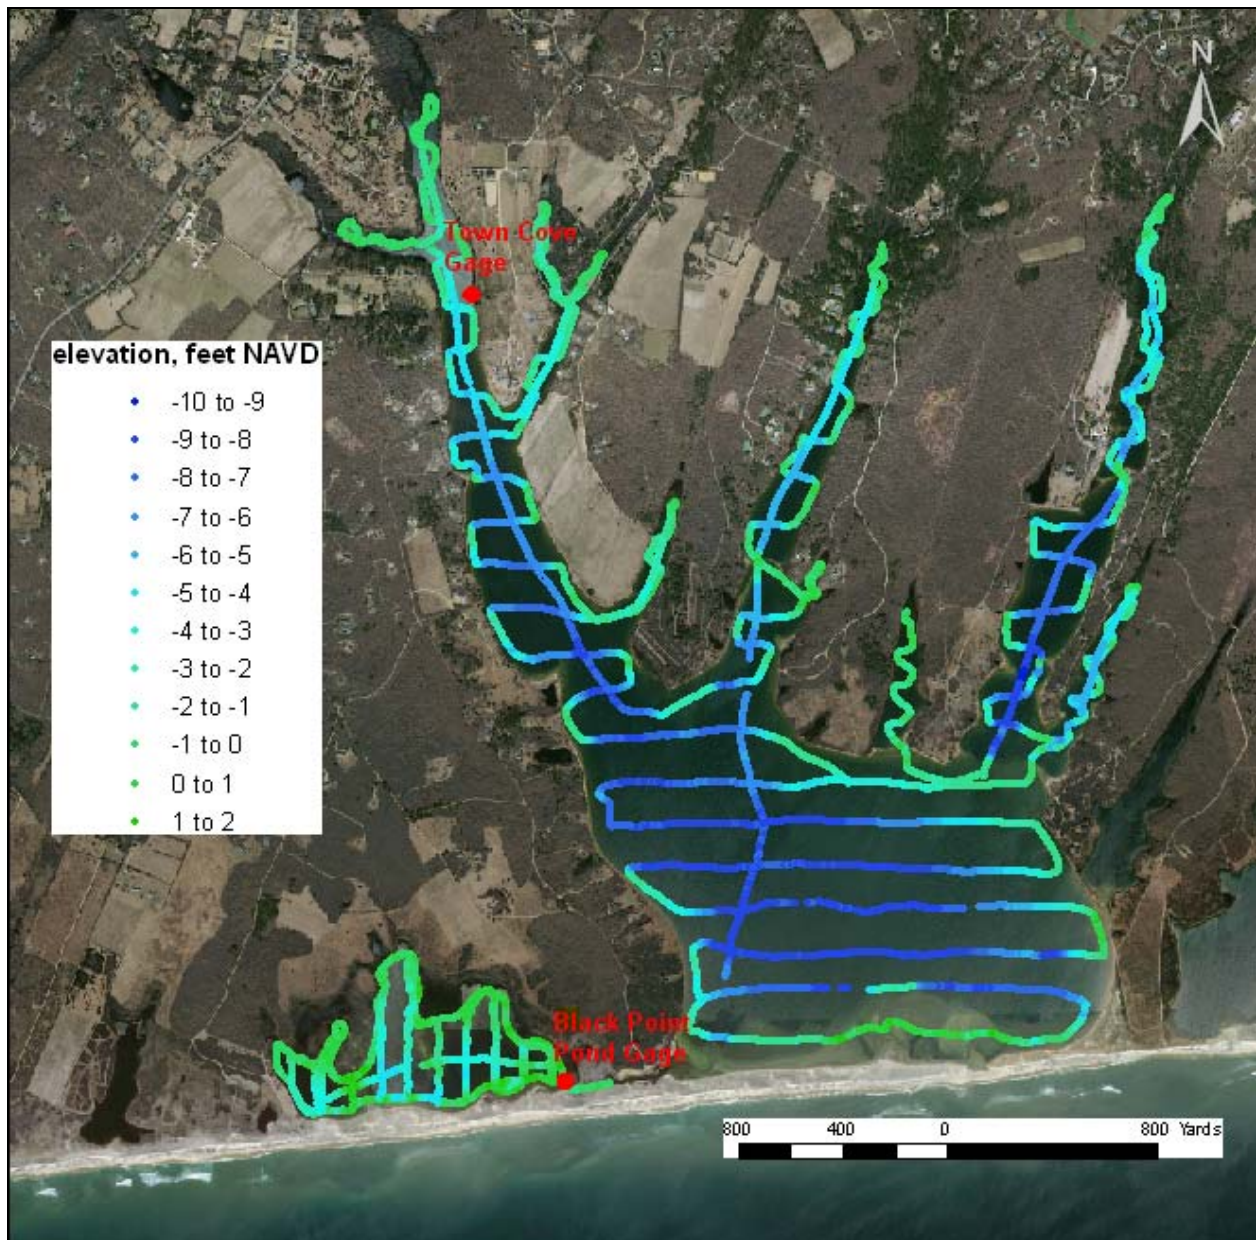 N
Town Cove
Gage
elevation, feet NAVD
-10 to -9
-9 to -8
-8 to -7
-7 to -6
-6 to -5
-5 to -4
-4 to -3
-3 to -2
-2 to -1
-1 to 0
0 to 1
1 to 2
Black Point
Pond Gage
800 400 0 800 Yards